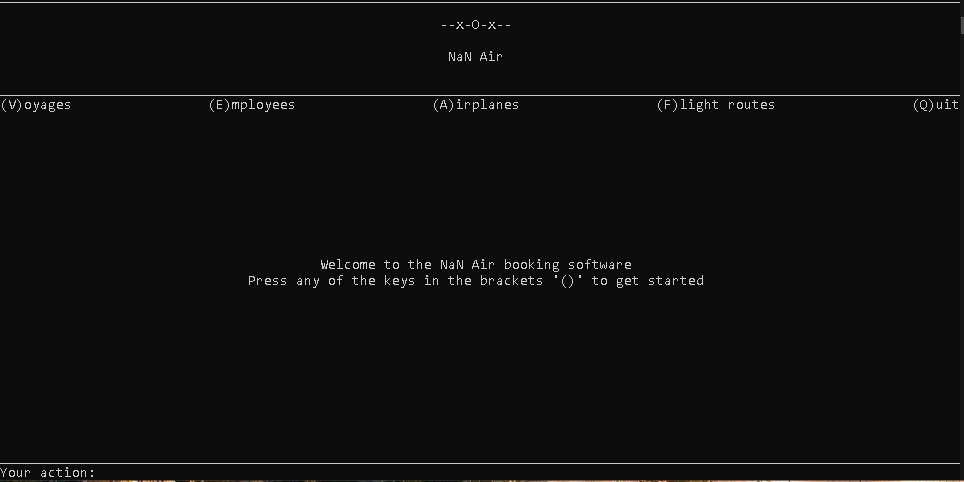 --x-O-x--
NaN Air
(V)oyages (E)mployees (A)irplanes (F)light routes (Q)uit
Welcome to the NaN Air booking software
Press any of the keys in the brackets '()' to get started
Your action: